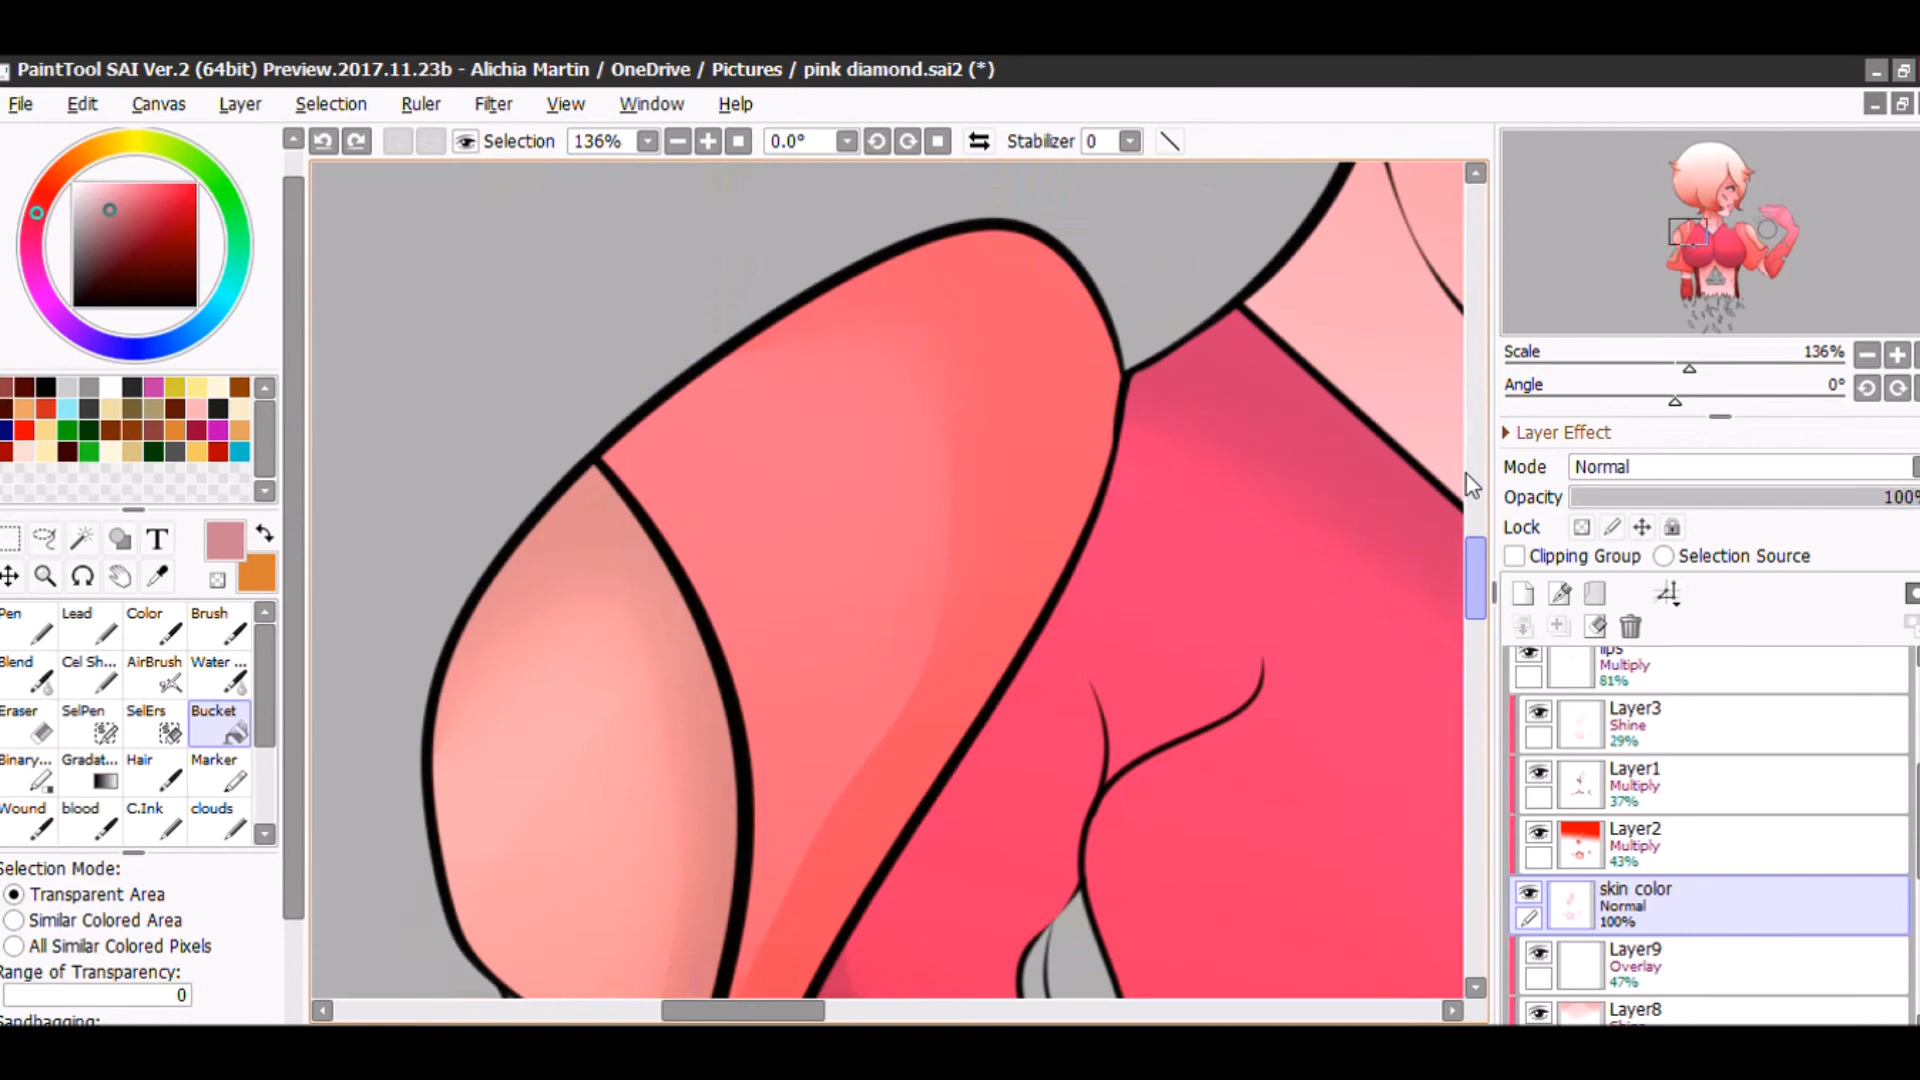 PaintTool SAI Ver.2 (64bit) Preview.2017.11.23b - Alichia Martin / OneDrive / Pictures / pink diamond.sai2 (*)
File Edit Canvas Layer Selection Ruler Filter View Window Help
Selection 136% 0.0° Stabilizer 0
Scale 136%
Angle 0°
Layer Effect
Mode Normal
Opacity 100%
Lock
Clipping Group Selection Source
T
Pen Lead Color Brush
Blend Cel Sh... AirBrush Water ...
Eraser SelPen SelErs Bucket
Binary... Gradat... Hair Marker
Wound blood C.Ink clouds
Selection Mode:
Transparent Area
Similar Colored Area
All Similar Colored Pixels
Range of Transparency:
0
Sandbagging:
lips
Multiply
81%
Layer3
Shine
29%
Layer1
Multiply
37%
Layer2
Multiply
43%
skin color
Normal
100%
Layer9
Overlay
47%
Layer8